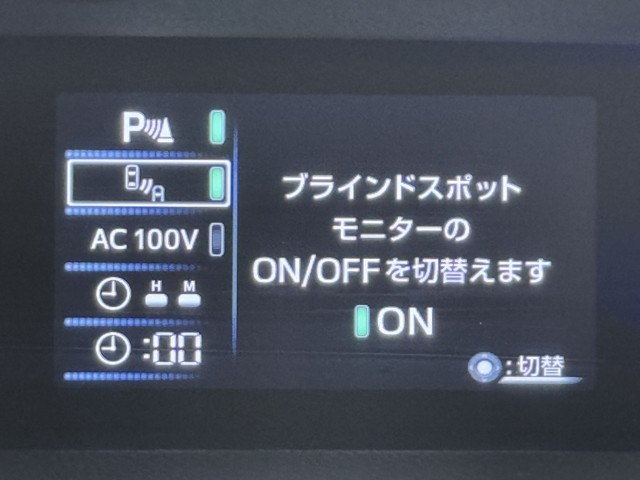 P
A
AC 100V
H M
:00
ブラインドスポット
モニターの
ON/OFFを切替えます
ON
:切替